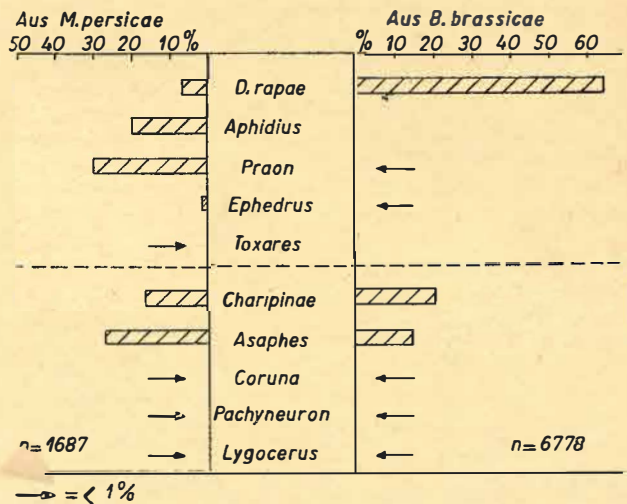 Aus M. persicae Aus B. brassicae
50 40 30 20 10 % % 10 20 30 40 50 60
D. rapae
Aphidius
Praon
Ephedrus
Toxares
Charipinae
Asaphes
Coruna
Pachyneuron
n=1687 n=6778
Lygocerus
= < 1%